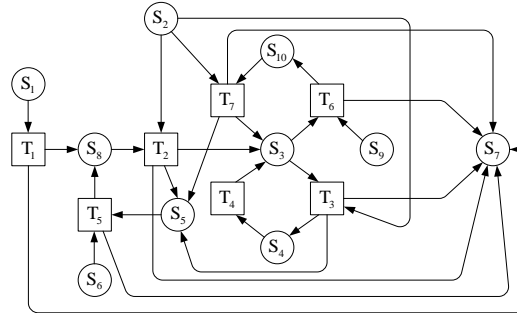 S₂
S₁₀
S₁
T₇
T₆
T₁
S₈
T₂
S₃
S₉
S₇
T₄
T₃
T₅
S₅
S₄
S₆